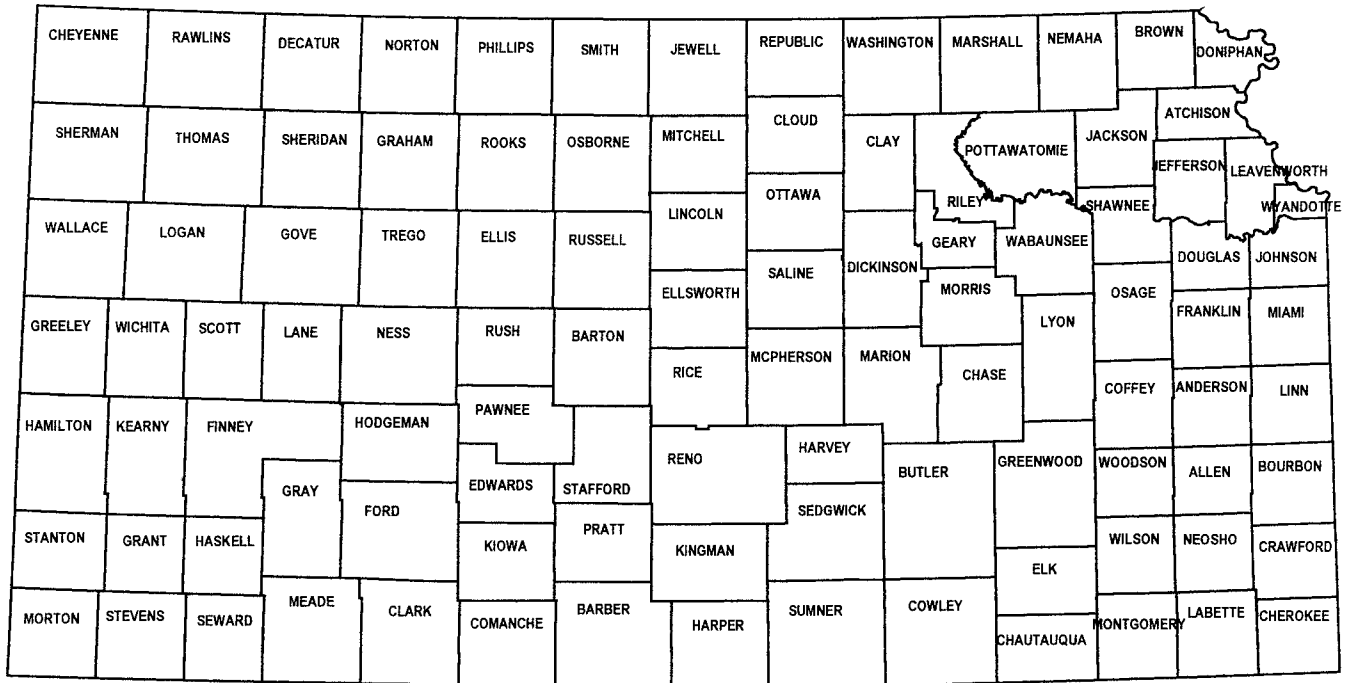 CHEYENNE RAWLINS DECATUR NORTON PHILLIPS SMITH JEWELL REPUBLIC WASHINGTON MARSHALL NEMAHA BROWN DONIPHAN
SHERMAN THOMAS SHERIDAN GRAHAM ROOKS OSBORNE MITCHELL CLOUD CLAY POTTAWATOMIE JACKSON ATCHISON
JEFFERSON LEAVENWORTH
OTTAWA LINCOLN RILEY SHAWNEE WYANDOTTE
WALLACE LOGAN GOVE TREGO ELLIS RUSSELL GEARY WABAUNSEE DOUGLAS JOHNSON
ELLSWORTH SALINE DICKINSON MORRIS OSAGE
GREELEY WICHITA SCOTT LANE NESS RUSH BARTON LYON FRANKLIN MIAMI
RICE MCPHERSON MARION CHASE COFFEY ANDERSON LINN
HAMILTON KEARNY FINNEY HODGEMAN PAWNEE
RENO HARVEY BUTLER GREENWOOD WOODSON ALLEN BOURBON
GRAY FORD EDWARDS STAFFORD SEDGWICK
STANTON GRANT HASKELL KIOWA PRATT KINGMAN ELK WILSON NEOSHO CRAWFORD
MORTON STEVENS SEWARD MEADE CLARK COMANCHE BARBER HARPER SUMNER COWLEY CHAUTAUQUA MONTGOMERY LABETTE CHEROKEE